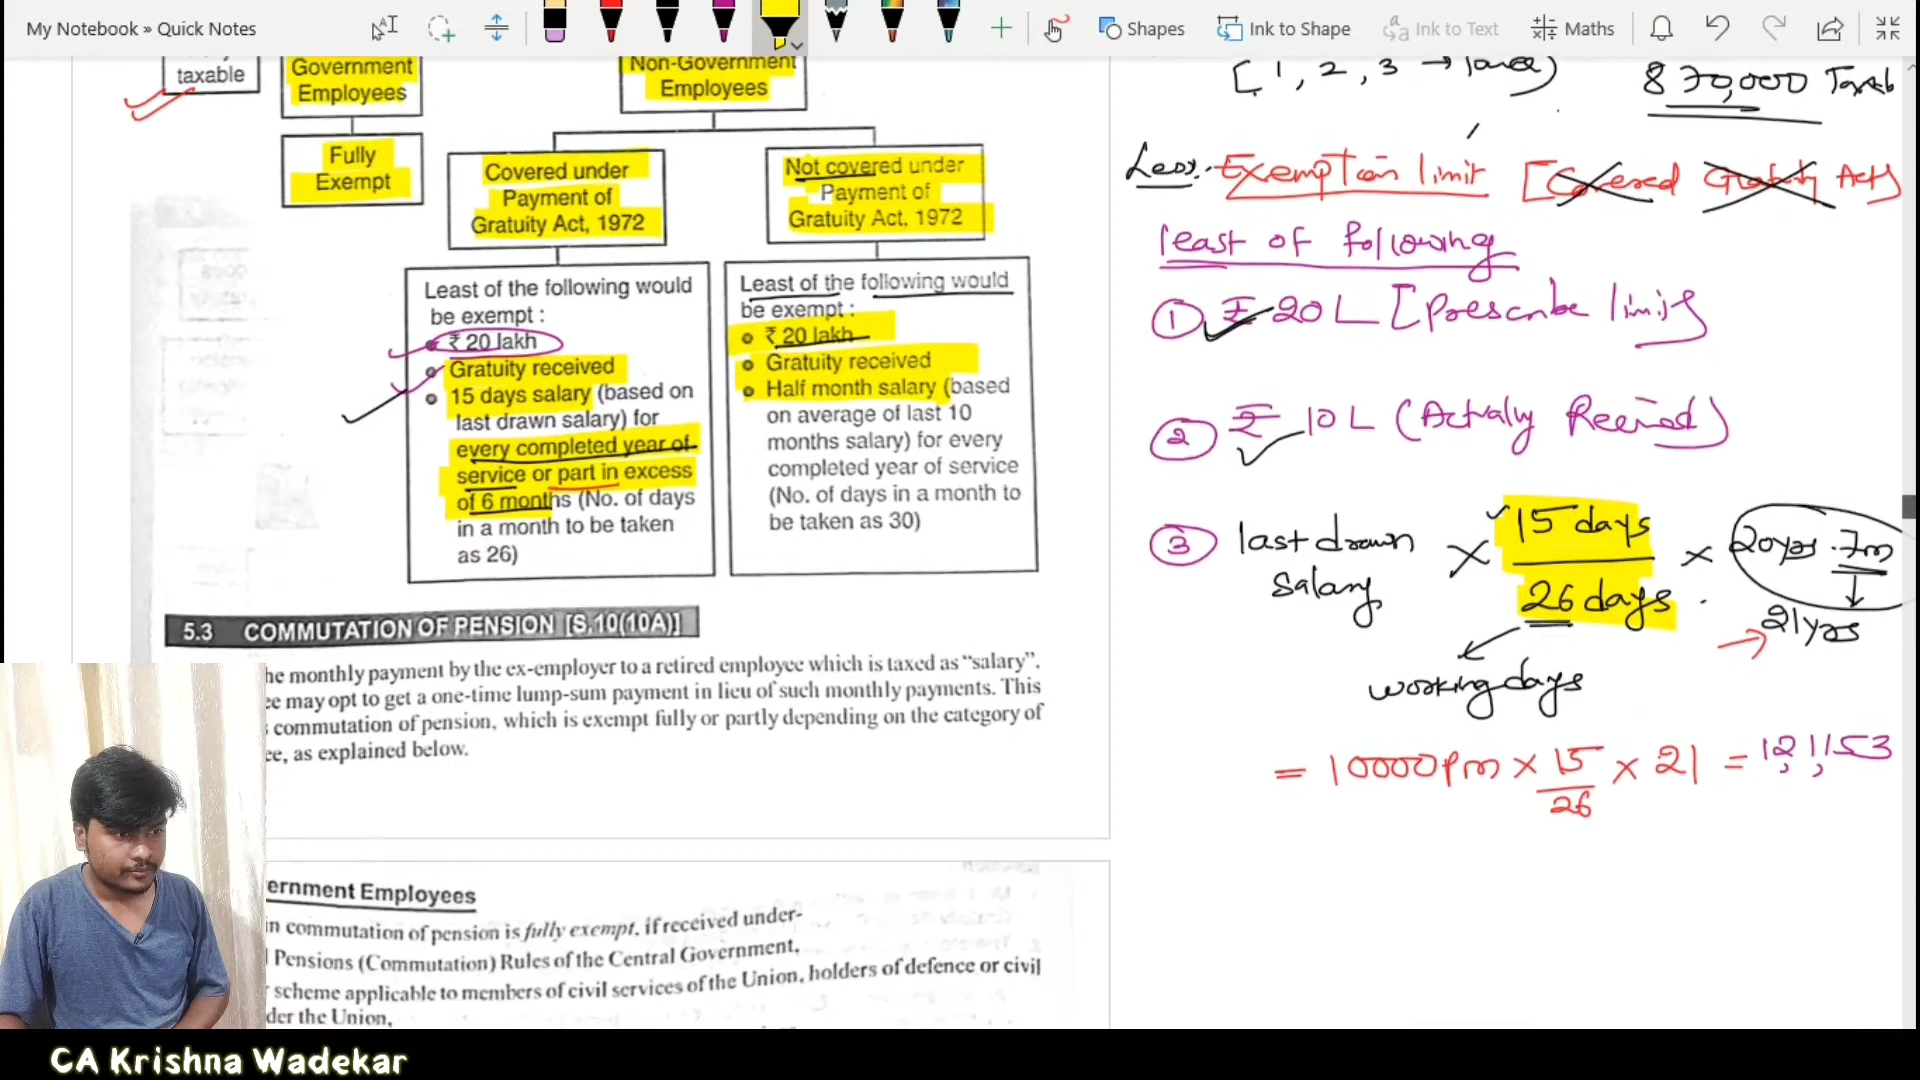 My Notebook » Quick Notes
Shapes
Ink to Shape
Ink to Text
Maths
taxable
Government
Employees
Fully
Exempt
Non-Government
Employees
Covered under
Payment of
Gratuity Act, 1972
Not covered under
Payment of
Gratuity Act, 1972
Least of the following would
be exempt :
₹ 20 lakh
Gratuity received
15 days salary (based on
last drawn salary) for
every completed year of
service or part in excess
of 6 months (No. of days
in a month to be taken
as 26)
Least of the following would
be exempt :
₹ 20 lakh
Gratuity received
Half month salary (based
on average of last 10
months salary) for every
completed year of service
(No. of days in a month to
be taken as 30)
5.3 COMMUTATION OF PENSION [S.10(10A)]
he monthly payment by the ex-employer to a retired employee which is taxed as “salary”.
ee may opt to get a one-time lump-sum payment in lieu of such monthly payments. This
commutation of pension, which is exempt fully or partly depending on the category of
ee, as explained below.
ernment Employees
n commutation of pension is fully exempt, if received under-
Pensions (Commutation) Rules of the Central Government,
scheme applicable to members of civil services of the Union, holders of defence or civil
der the Union,
[ 1, 2, 3 →
870,000
Less:- Exemption limit [Covered Gratuity Act]
least of following
① ₹ 20 L [Prescribe limit]
② ₹ 10 L (Actualy Received)
③ last drawn salary × 15 days / 26 days × 20yrs . 7m
21 yrs
working days
= 10000 pm × 15/26 × 21 = 121,153
CA Krishna Wadekar